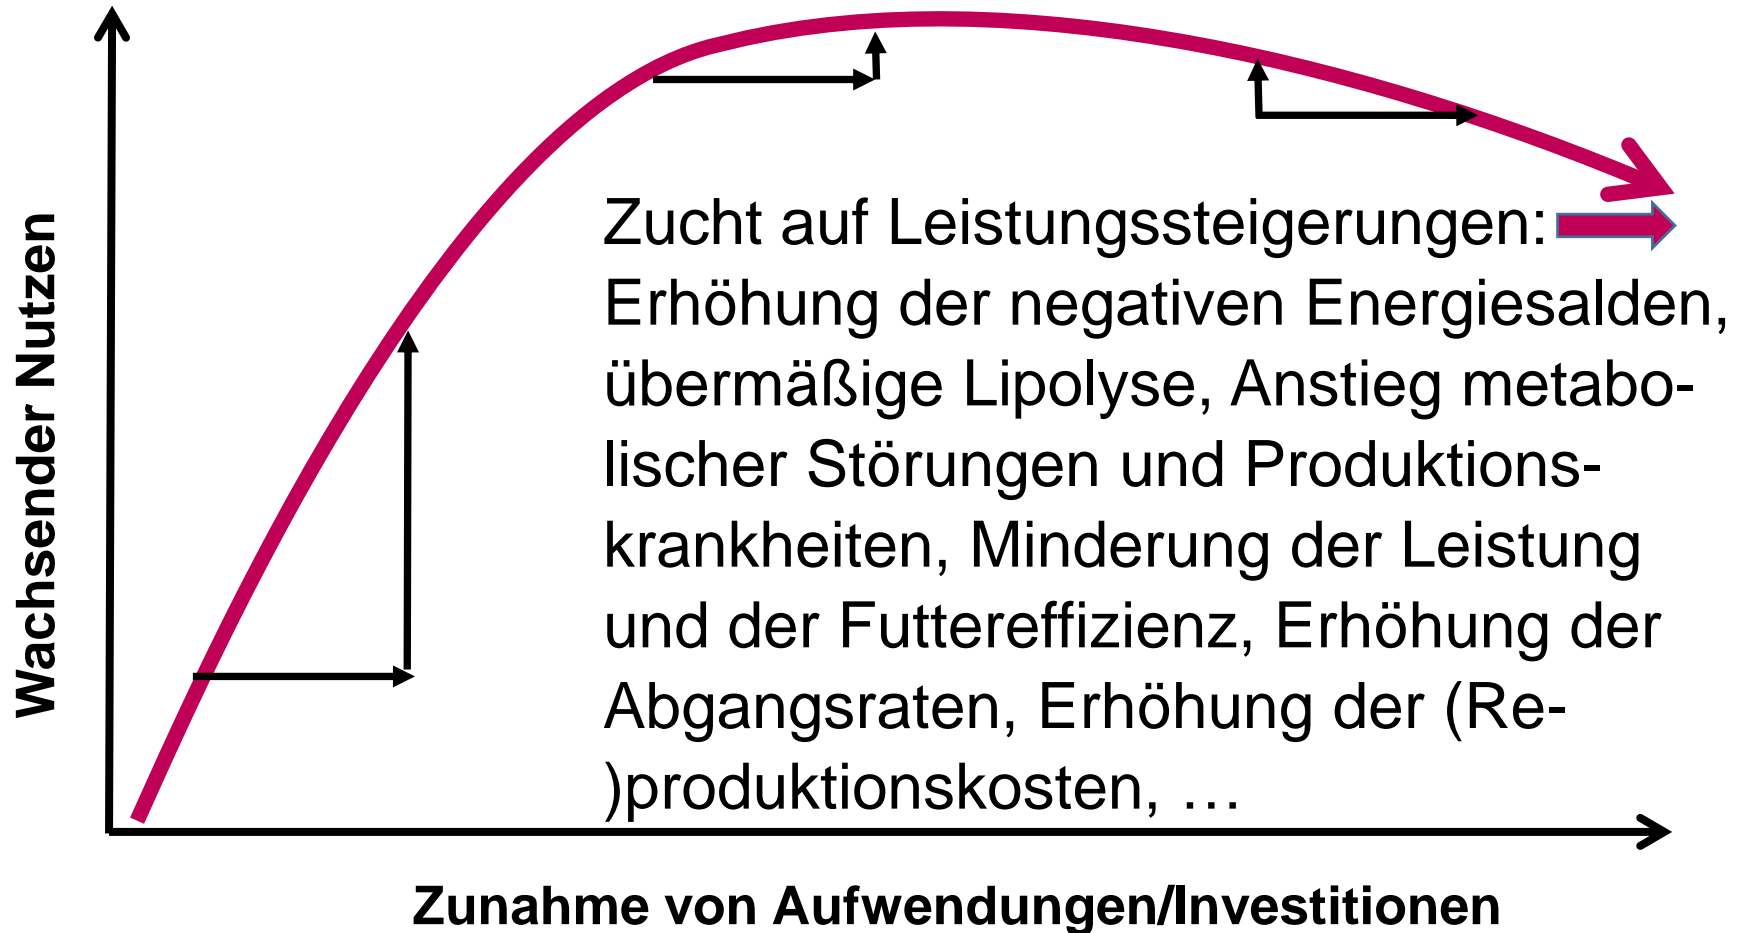 Wachsender Nutzen
Zucht auf Leistungssteigerungen:
Erhöhung der negativen Energiesalden,
übermäßige Lipolyse, Anstieg metabo-
lischer Störungen und Produktions-
krankheiten, Minderung der Leistung
und der Futtereffizienz, Erhöhung der
Abgangsraten, Erhöhung der (Re-
)produktionskosten, …
Zunahme von Aufwendungen/Investitionen